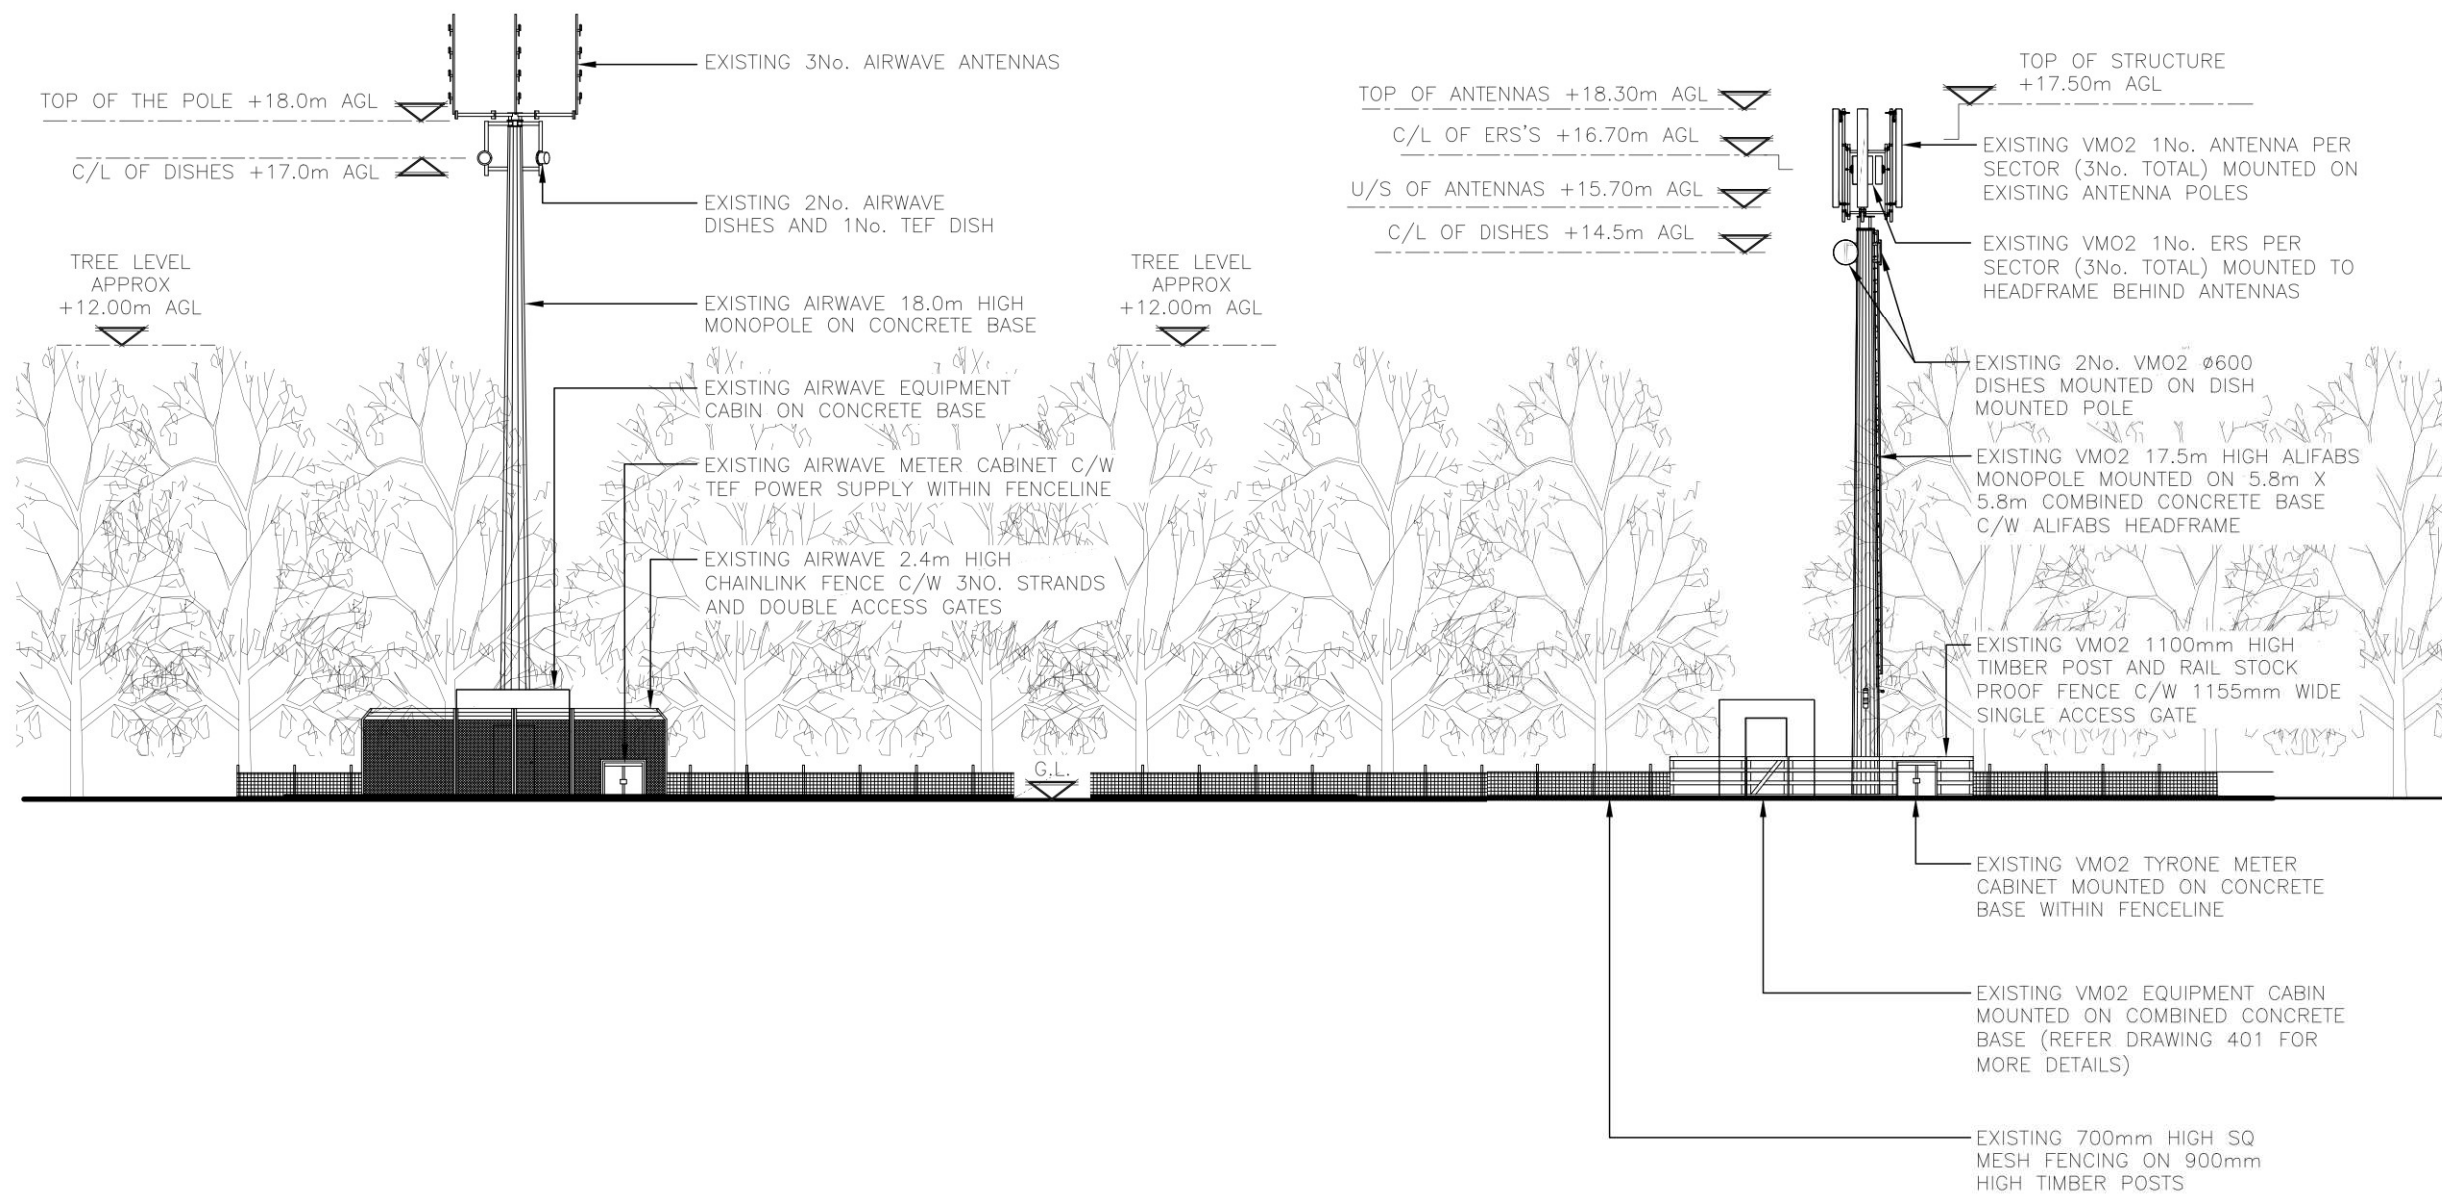 EXISTING 3No. AIRWAVE ANTENNAS
TOP OF THE POLE +18.0m AGL
C/L OF DISHES +17.0m AGL
EXISTING 2No. AIRWAVE
DISHES AND 1No. TEF DISH
TREE LEVEL
APPROX
+12.00m AGL
EXISTING AIRWAVE 18.0m HIGH
MONOPOLE ON CONCRETE BASE
EXISTING AIRWAVE EQUIPMENT
CABIN ON CONCRETE BASE
EXISTING AIRWAVE METER CABINET C/W
TEF POWER SUPPLY WITHIN FENCELINE
EXISTING AIRWAVE 2.4m HIGH
CHAINLINK FENCE C/W 3NO. STRANDS
AND DOUBLE ACCESS GATES
TREE LEVEL
APPROX
+12.00m AGL
G.L.
TOP OF ANTENNAS +18.30m AGL
C/L OF ERS'S +16.70m AGL
U/S OF ANTENNAS +15.70m AGL
C/L OF DISHES +14.5m AGL
TOP OF STRUCTURE
+17.50m AGL
EXISTING VMO2 1No. ANTENNA PER
SECTOR (3No. TOTAL) MOUNTED ON
EXISTING ANTENNA POLES
EXISTING VMO2 1No. ERS PER
SECTOR (3No. TOTAL) MOUNTED TO
HEADFRAME BEHIND ANTENNAS
EXISTING 2No. VMO2 ø600
DISHES MOUNTED ON DISH
MOUNTED POLE
EXISTING VMO2 17.5m HIGH ALIFABS
MONOPOLE MOUNTED ON 5.8m X
5.8m COMBINED CONCRETE BASE
C/W ALIFABS HEADFRAME
EXISTING VMO2 1100mm HIGH
TIMBER POST AND RAIL STOCK
PROOF FENCE C/W 1155mm WIDE
SINGLE ACCESS GATE
EXISTING VMO2 TYRONE METER
CABINET MOUNTED ON CONCRETE
BASE WITHIN FENCELINE
EXISTING VMO2 EQUIPMENT CABIN
MOUNTED ON COMBINED CONCRETE
BASE (REFER DRAWING 401 FOR
MORE DETAILS)
EXISTING 700mm HIGH SQ
MESH FENCING ON 900mm
HIGH TIMBER POSTS